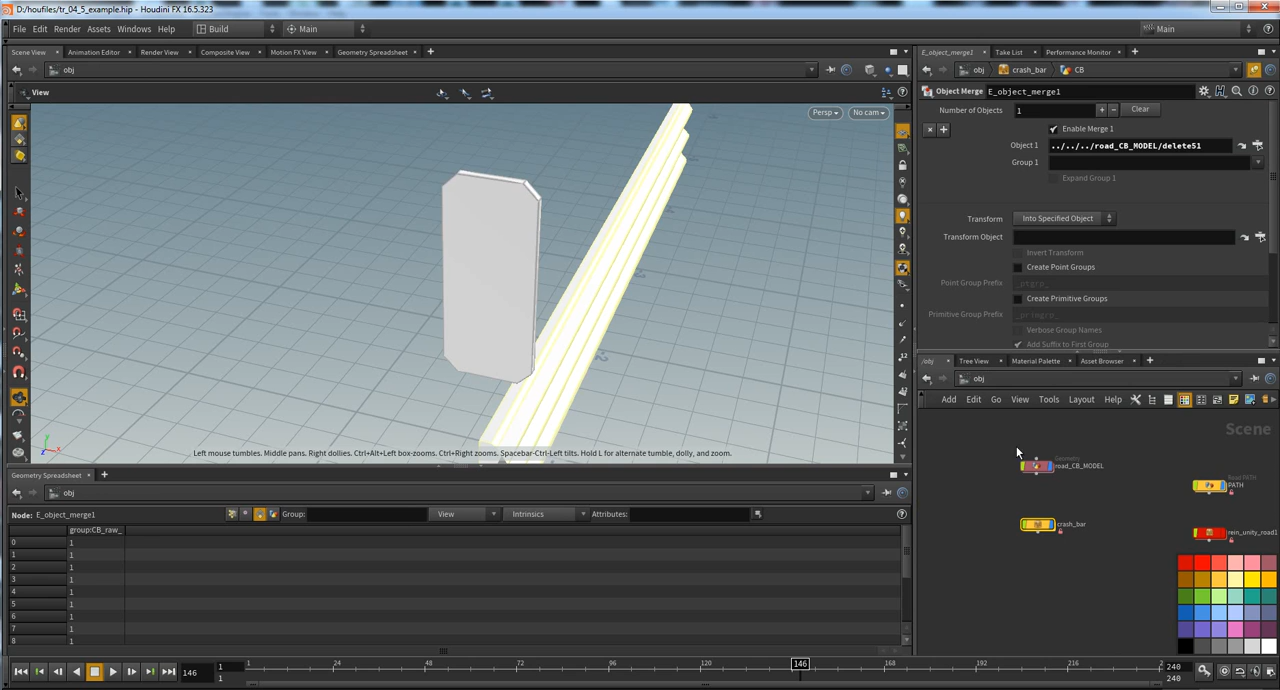 D:/houfiles/tr_04_5_example.hip - Houdini FX 16.5.323
File Edit Render Assets Windows Help Build Main Main
Scene View Animation Editor Render View Composite View Motion FX View Geometry Spreadsheet
obj
View
Persp No cam
Left mouse tumbles. Middle pans. Right dollies. Ctrl+Alt+Left box-zooms. Ctrl+Right zooms. Spacebar-Ctrl-Left tilts. Hold L for alternate tumble, dolly, and zoom.
E_object_merge1 Take List Performance Monitor
obj crash_bar CB
Object Merge E_object_merge1
Number of Objects 1 Clear
Enable Merge 1
Object 1 ../../../road_CB_MODEL/delete51
Group 1
Expand Group 1
Transform Into Specified Object
Transform Object
Invert Transform
Create Point Groups
Point Group Prefix _ptgrp_
Create Primitive Groups
Primitive Group Prefix _primgrp_
Verbose Group Names
Add Suffix to First Group
/obj Tree View Material Palette Asset Browser
obj
Add Edit Go View Tools Layout Help
Scene
Geometry
road_CB_MODEL
Road PATH
PATH
crash_bar
rein_unity_road1
Geometry Spreadsheet
obj
Node: E_object_merge1 Group: View Intrinsics Attributes:
group:CB_raw_
0 1
1 1
2 1
3 1
4 1
5 1
6 1
7 1
8 1
146 1 1 24 48 72 96 120 146 168 192 216 2 240
1 240